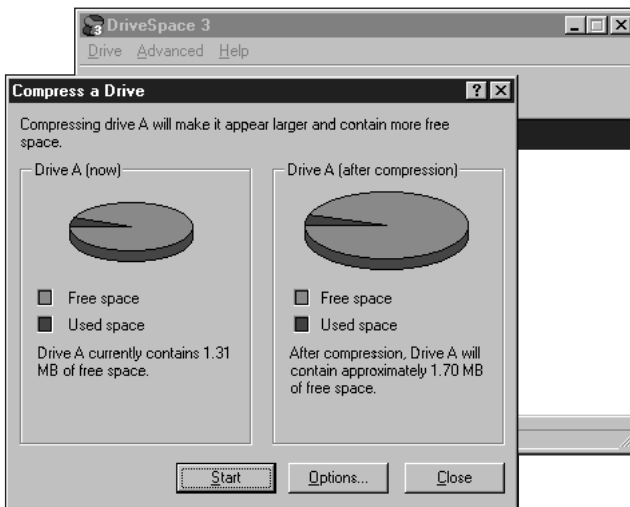 DriveSpace 3
Drive Advanced Help
Compress a Drive
Compressing drive A will make it appear larger and contain more free
space.
Drive A (now)
Free space
Used space
Drive A currently contains 1.31
MB of free space.
Drive A (after compression)
Free space
Used space
After compression, Drive A will
contain approximately 1.70 MB
of free space.
Start Options... Close